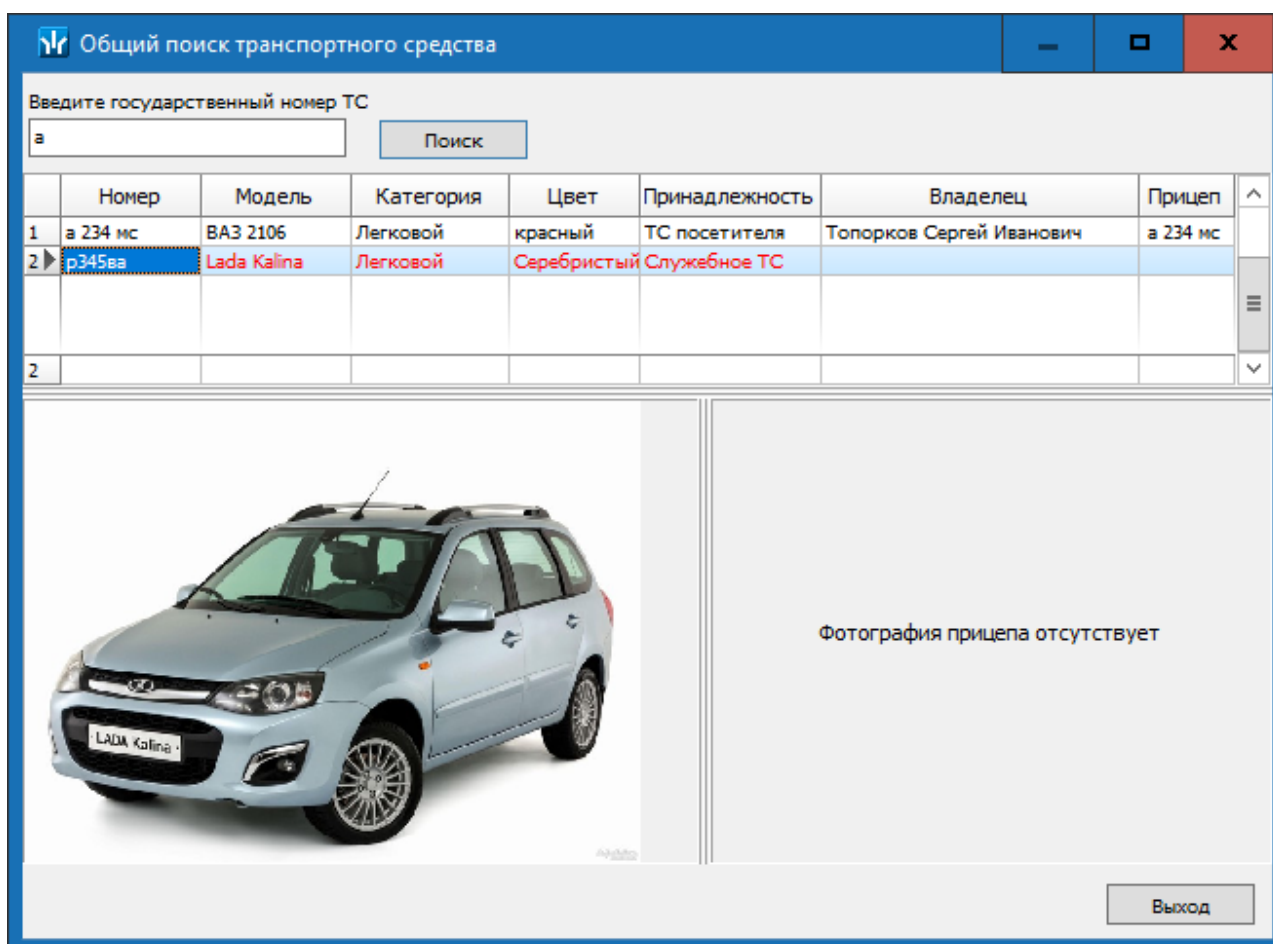 Общий поиск транспортного средства
Введите государственный номер ТС
а
Поиск
Номер Модель Категория Цвет Принадлежность Владелец Прицеп
1 а 234 мс ВАЗ 2106 Легковой красный ТС посетителя Топорков Сергей Иванович а 234 мс
2 р345ва Lada Kalina Легковой Серебристый Служебное ТС
2
LADA Kalina
Фотография прицепа отсутствует
Выход